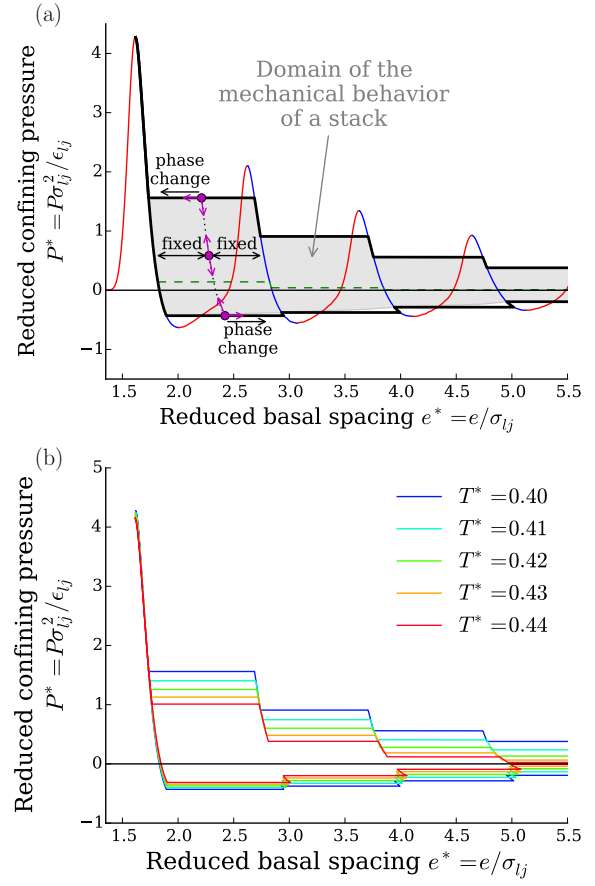 (a)
Reduced confining pressure
P* = Pσ_lj^2/ϵ_lj
4
3
2
1
0
−1
Domain of the
mechanical behavior
of a stack
phase
change
fixed
fixed
phase
change
1.5 2.0 2.5 3.0 3.5 4.0 4.5 5.0 5.5
Reduced basal spacing e* = e/σ_lj
(b)
Reduced confining pressure
P* = Pσ_lj^2/ϵ_lj
5
4
3
2
1
0
−1
T* = 0.40
T* = 0.41
T* = 0.42
T* = 0.43
T* = 0.44
1.5 2.0 2.5 3.0 3.5 4.0 4.5 5.0 5.5
Reduced basal spacing e* = e/σ_lj